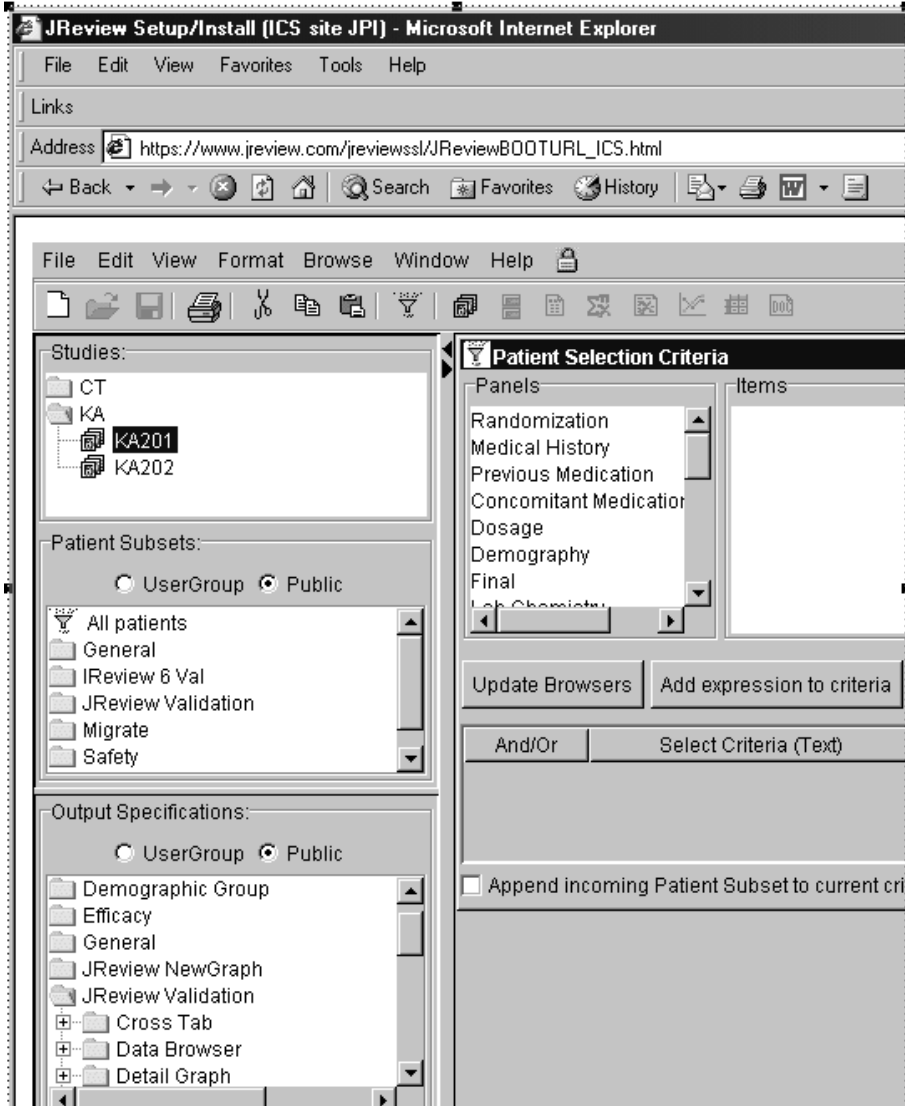 JReview Setup/Install (ICS site JPI) - Microsoft Internet Explorer
File Edit View Favorites Tools Help
Links
Address https://www.jreview.com/jreviewssl/JReviewBOOTURL_ICS.html
Back Search Favorites History
File Edit View Format Browse Window Help
Studies:
CT
KA
KA201
KA202
Patient Subsets:
UserGroup Public
All patients
General
IReview 6 Val
JReview Validation
Migrate
Safety
Output Specifications:
UserGroup Public
Demographic Group
Efficacy
General
JReview NewGraph
JReview Validation
Cross Tab
Data Browser
Detail Graph
Patient Selection Criteria
Panels
Randomization
Medical History
Previous Medication
Concomitant Medication
Dosage
Demography
Final
Lab Chemistry
Items
Update Browsers Add expression to criteria
And/Or Select Criteria (Text)
Append incoming Patient Subset to current cri